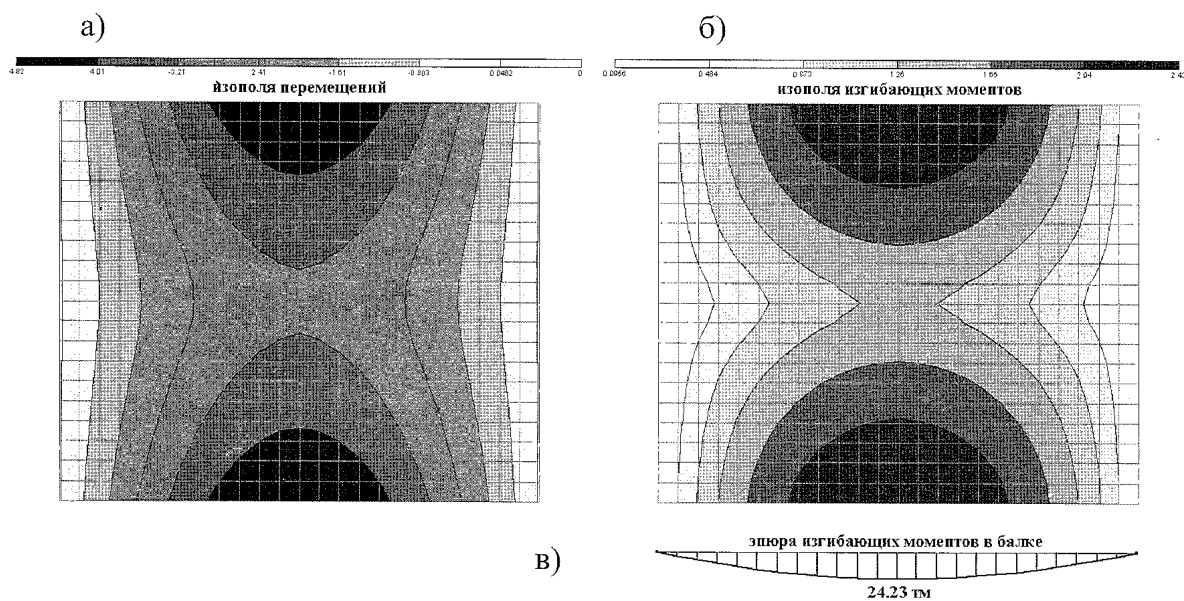 а)
б)
4.82 4.01 -3.21 2.41 -1.61 -0.803 0.0482 0
0.0966 0.484 0.873 1.26 1.65 2.04 2.43
изополя перемещений
изополя изгибающих моментов
эпюра изгибающих моментов в балке
в)
24.23 тм